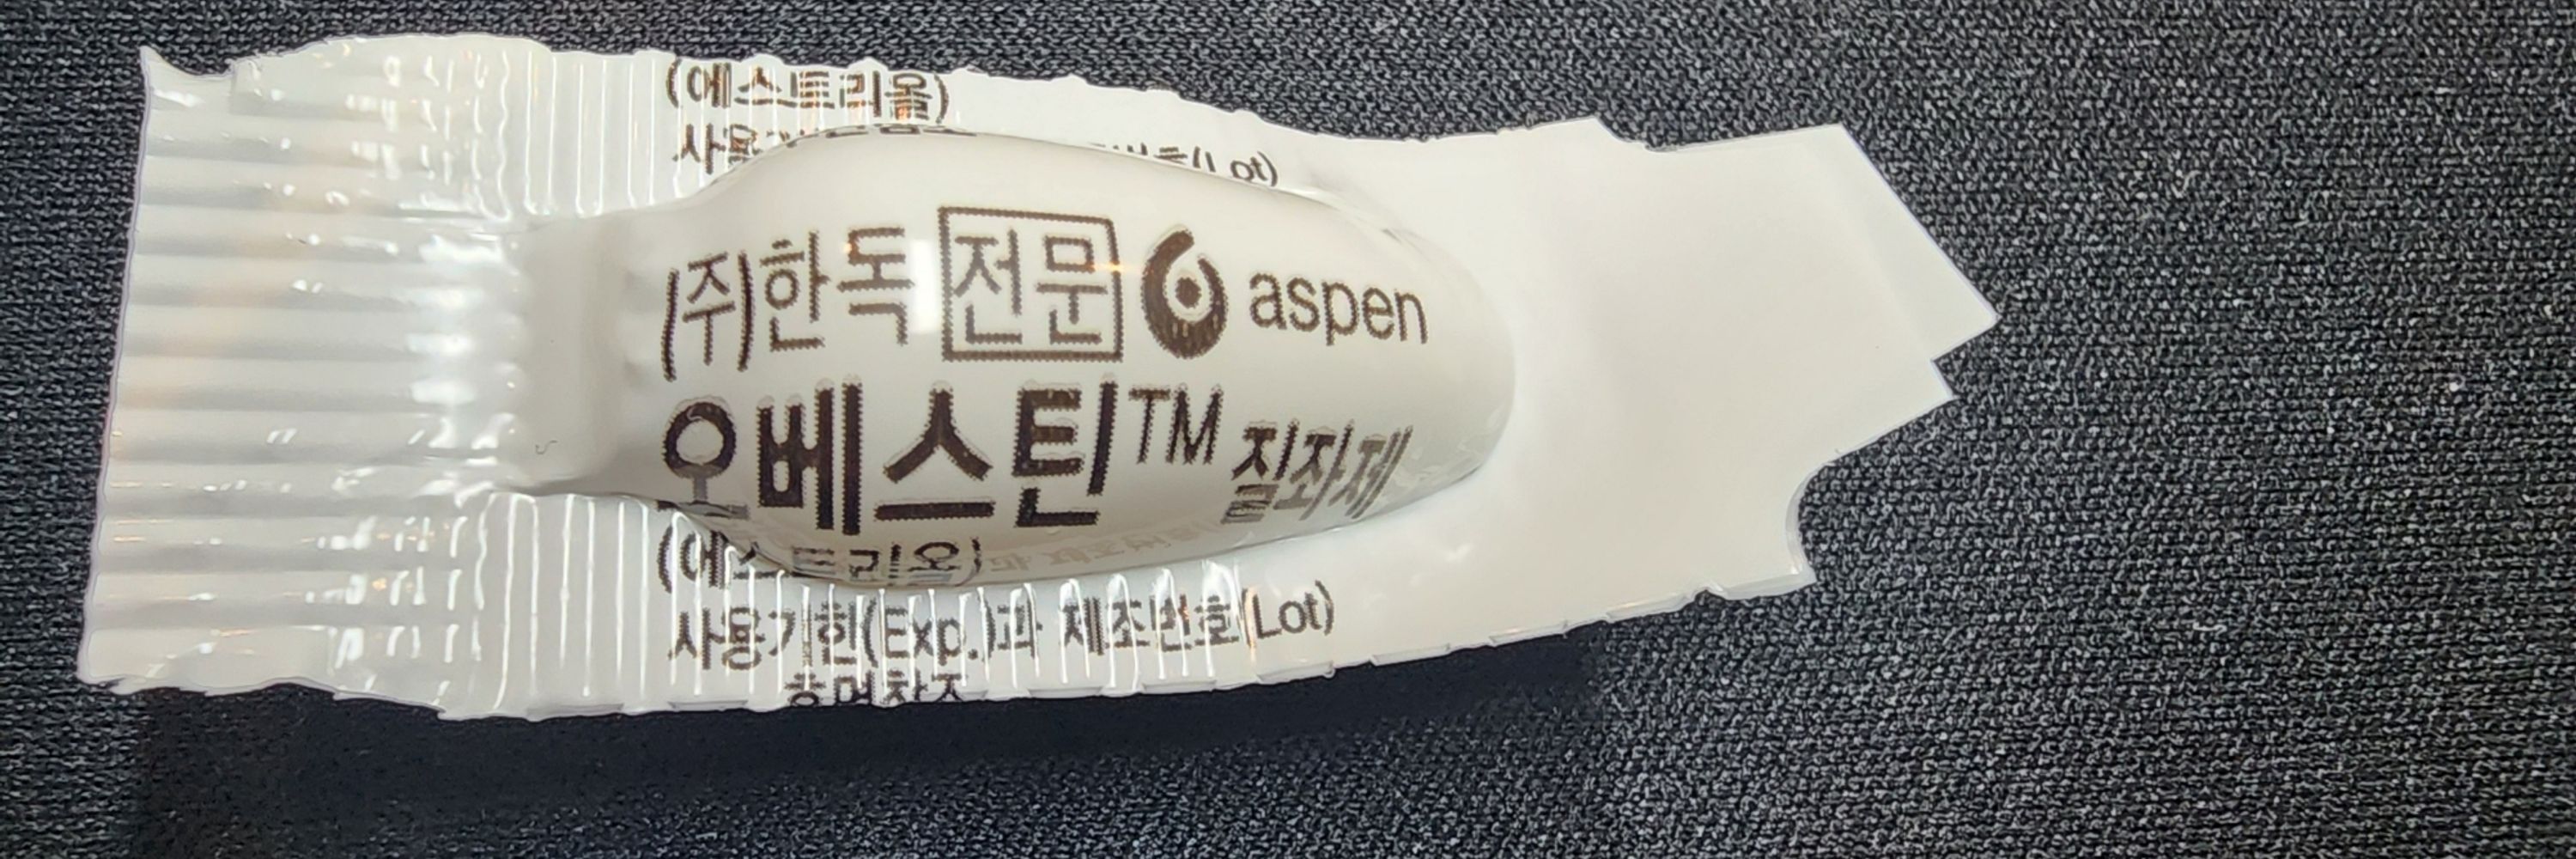 (에스트리올)
(Lot)
(주)한독 전문 aspen
오베스틴TM 질좌제
(에스트리올)
사용기한(Exp.)과 제조번호(Lot)